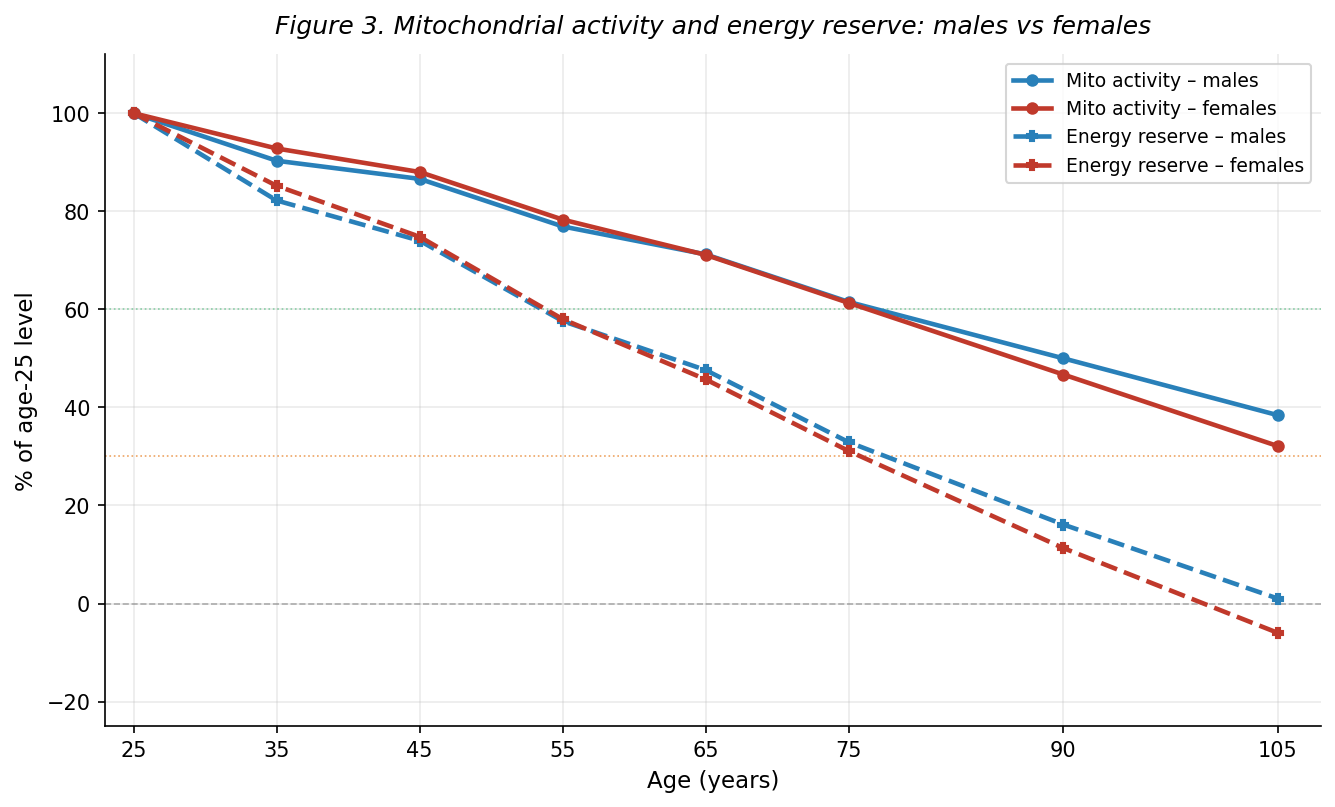 Figure 3. Mitochondrial activity and energy reserve: males vs females
Mito activity – males
Mito activity – females
Energy reserve – males
Energy reserve – females
% of age-25 level
100
80
60
40
20
0
−20
25 35 45 55 65 75 90 105
Age (years)